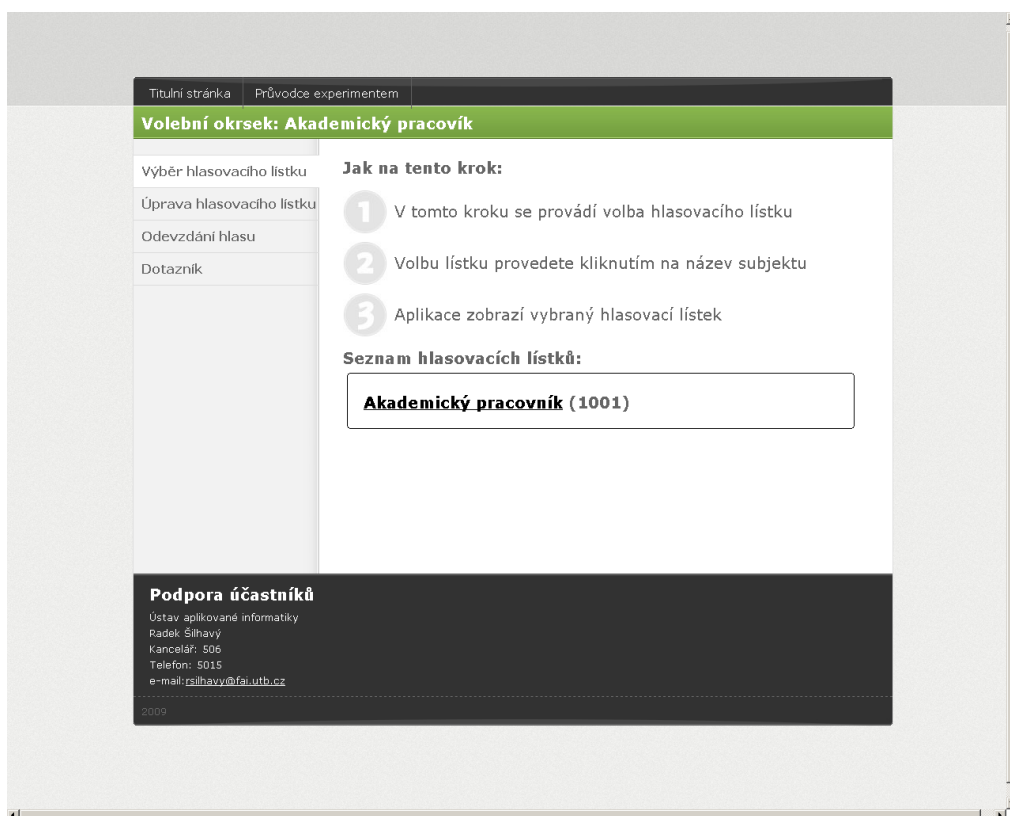 Titulní stránka
Průvodce experimentem
Volební okrsek: Akademický pracovík
Výběr hlasovacího lístku
Úprava hlasovacího lístku
Odevzdání hlasu
Dotazník
Jak na tento krok:
1 V tomto kroku se provádí volba hlasovacího lístku
2 Volbu lístku provedete kliknutím na název subjektu
3 Aplikace zobrazí vybraný hlasovací lístek
Seznam hlasovacích lístků:
Akademický pracovník (1001)
Podpora účastníků
Ústav aplikované informatiky
Radek Šilhavý
Kancelář: 506
Telefon: 5015
e-mail:rsilhavy@fai.utb.cz
2009